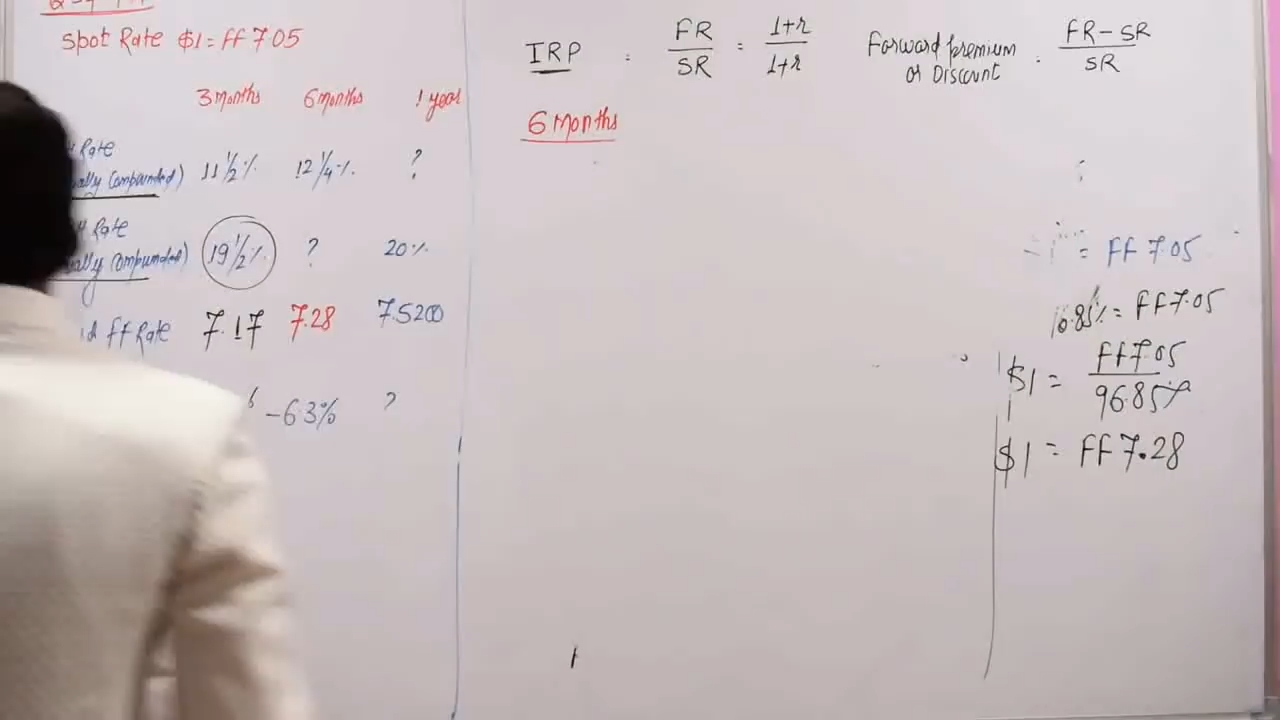 Spot Rate $1 = FF 7.05
3 months 6 months 1 year
Rate
ally Compounded) 11 1/2 % 12 1/4 % ?
Rate
ally Compounded) 19 1/2 % ? 20 %
FF Rate 7.17 7.28 7.5200
-6.3% ?
IRP = FR/SR = 1+r/1+r
Forward premium or Discount = FR - SR/SR
6 Months
= FF 7.05
.85% = FF 7.05
$1 = FF 7.05/96.85%
$1 = FF 7.28